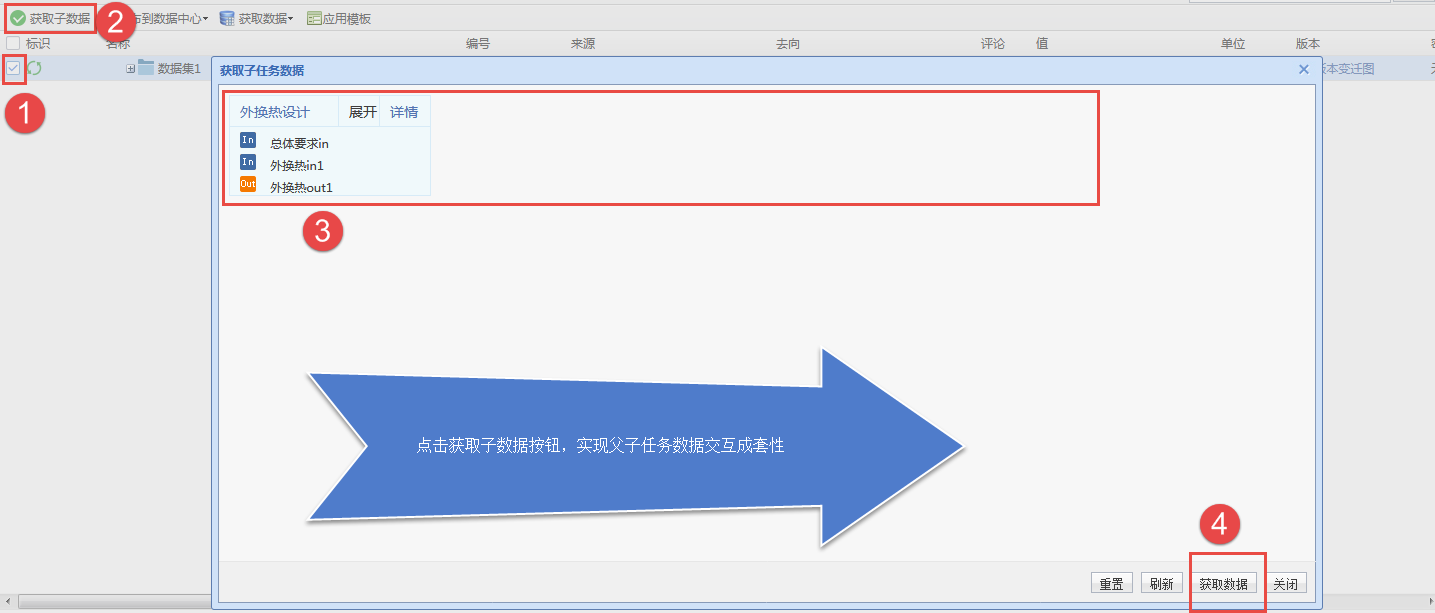 获取子数据 2 布到数据中心 获取数据 应用模板
标识 名称 编号 来源 去向 评论 值 单位 版本
数据集1 获取子任务数据 版本变迁图
1
外换热设计 展开 详情
In 总体要求in
In 外换热in1
Out 外换热out1
3
点击获取子数据按钮，实现父子任务数据交互成套性
4
重置 刷新 获取数据 关闭